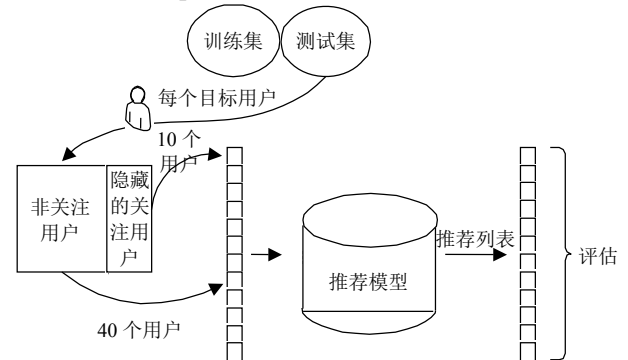 训练集
测试集
每个目标用户
10 个
用户
非关注
用户
隐藏
的关
注用
户
40 个用户
推荐模型
推荐列表
评估